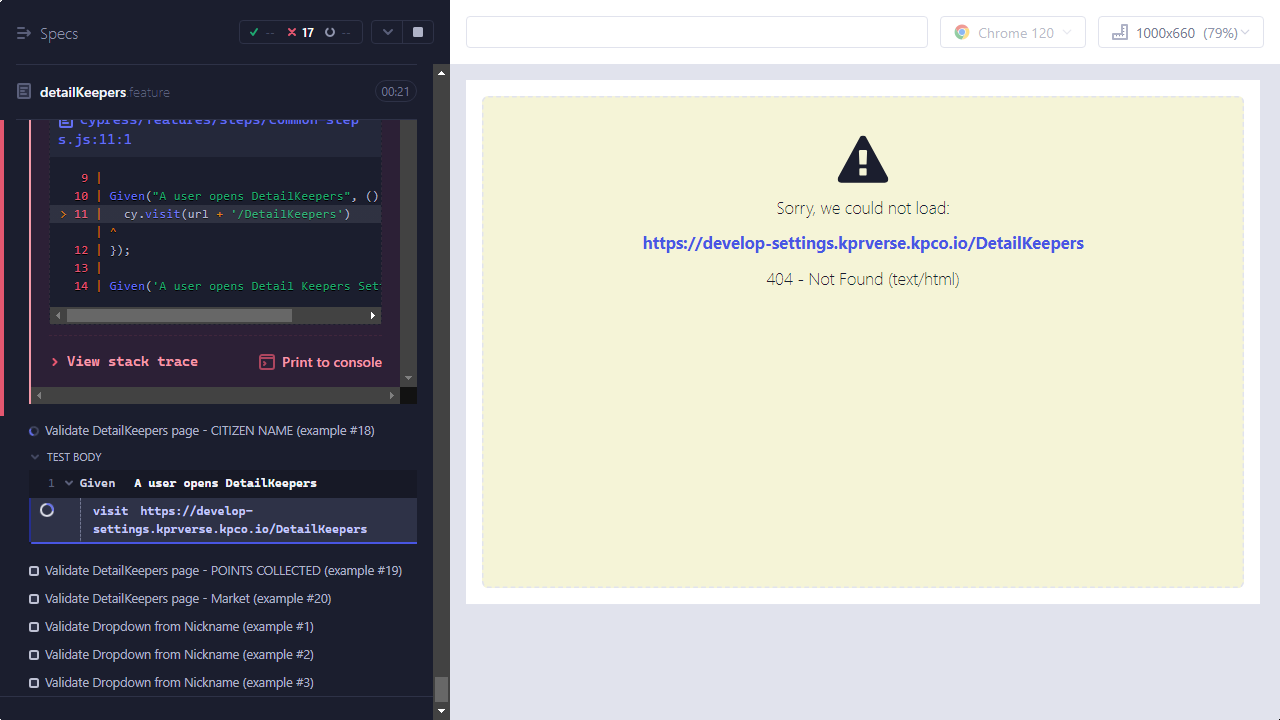 Specs
-- 17 --
detailKeepers.feature
00:21
cypress/features/steps/common-step
s.js:11:1
9 |
10 | Given("A user opens DetailKeepers", ()
> 11 | cy.visit(url + '/DetailKeepers')
| ^
12 | });
13 |
14 | Given('A user opens Detail Keepers Set
> View stack trace
Print to console
Validate DetailKeepers page - CITIZEN NAME (example #18)
TEST BODY
1 Given A user opens DetailKeepers
visit https://develop-
settings.kprverse.kpco.io/DetailKeepers
Validate DetailKeepers page - POINTS COLLECTED (example #19)
Validate DetailKeepers page - Market (example #20)
Validate Dropdown from Nickname (example #1)
Validate Dropdown from Nickname (example #2)
Validate Dropdown from Nickname (example #3)
Chrome 120
1000x660 (79%)
Sorry, we could not load:
https://develop-settings.kprverse.kpco.io/DetailKeepers
404 - Not Found (text/html)